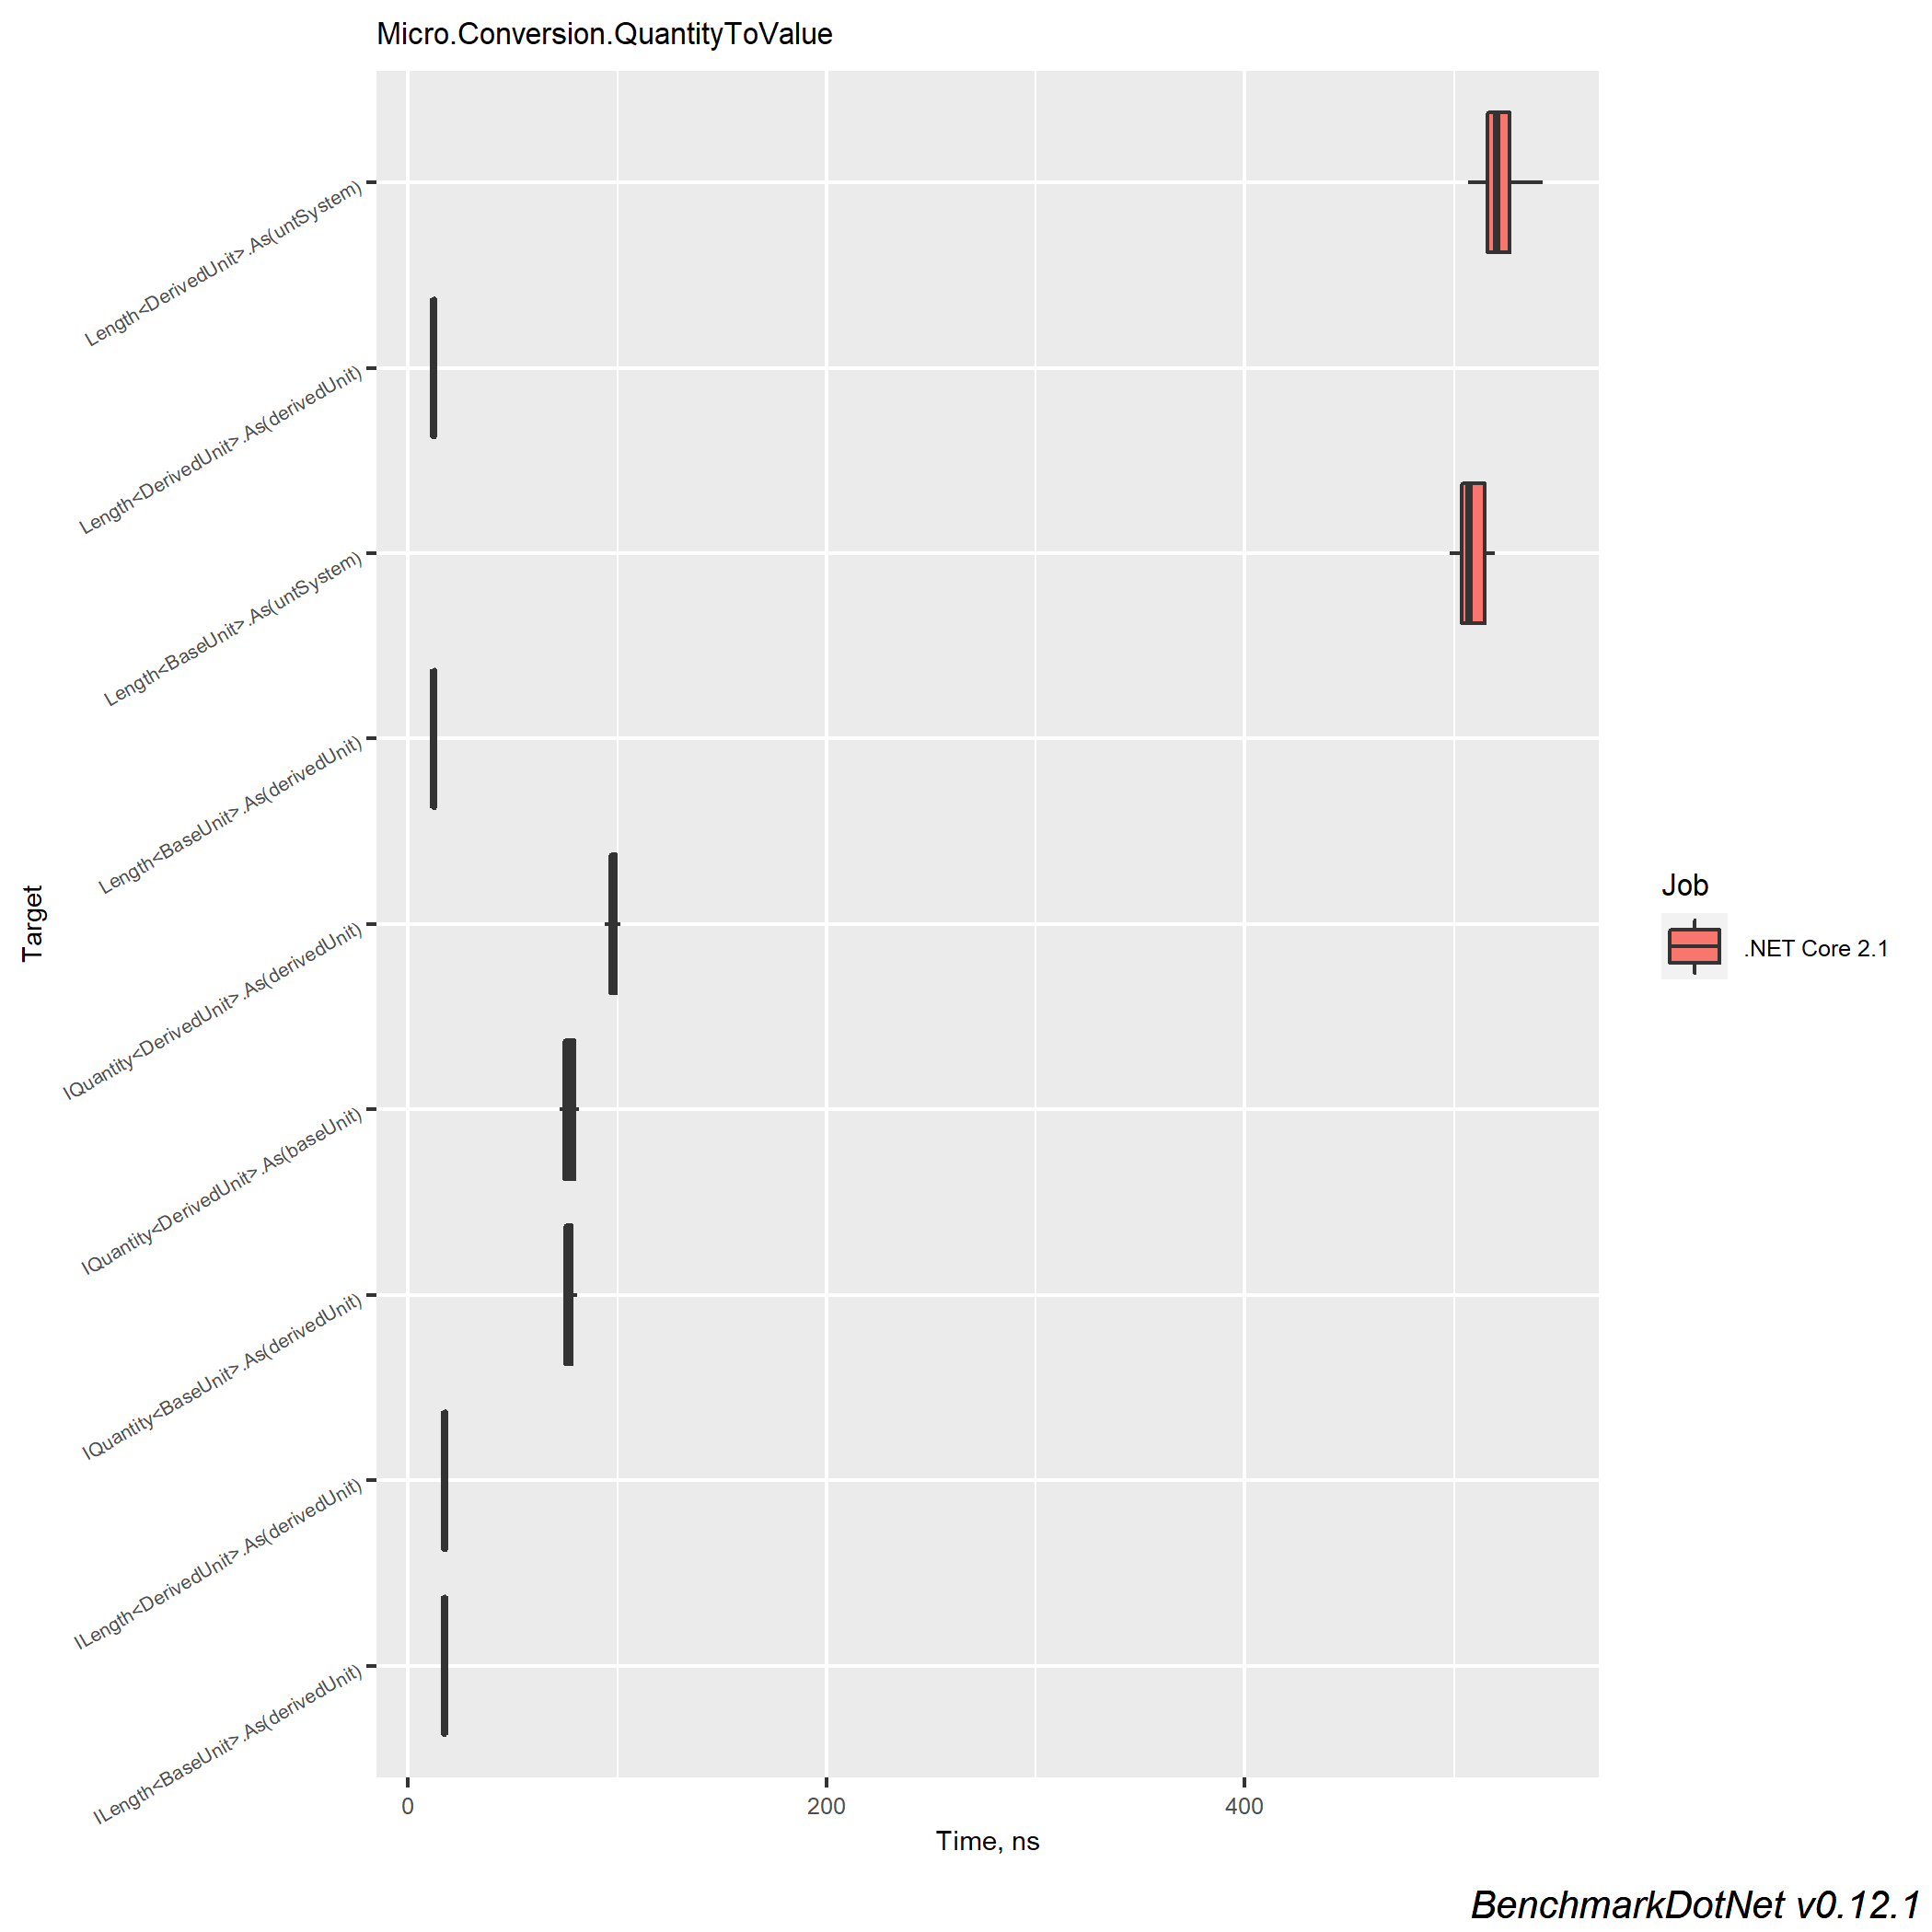 Micro.Conversion.QuantityToValue
Length<DerivedUnit>.As(untSystem)
Length<DerivedUnit>.As(derivedUnit)
Length<BaseUnit>.As(untSystem)
Length<BaseUnit>.As(derivedUnit)
IQuantity<DerivedUnit>.As(derivedUnit)
IQuantity<DerivedUnit>.As(baseUnit)
IQuantity<BaseUnit>.As(derivedUnit)
ILength<DerivedUnit>.As(derivedUnit)
ILength<BaseUnit>.As(derivedUnit)
Target
0 200 400
Time, ns
Job
.NET Core 2.1
BenchmarkDotNet v0.12.1